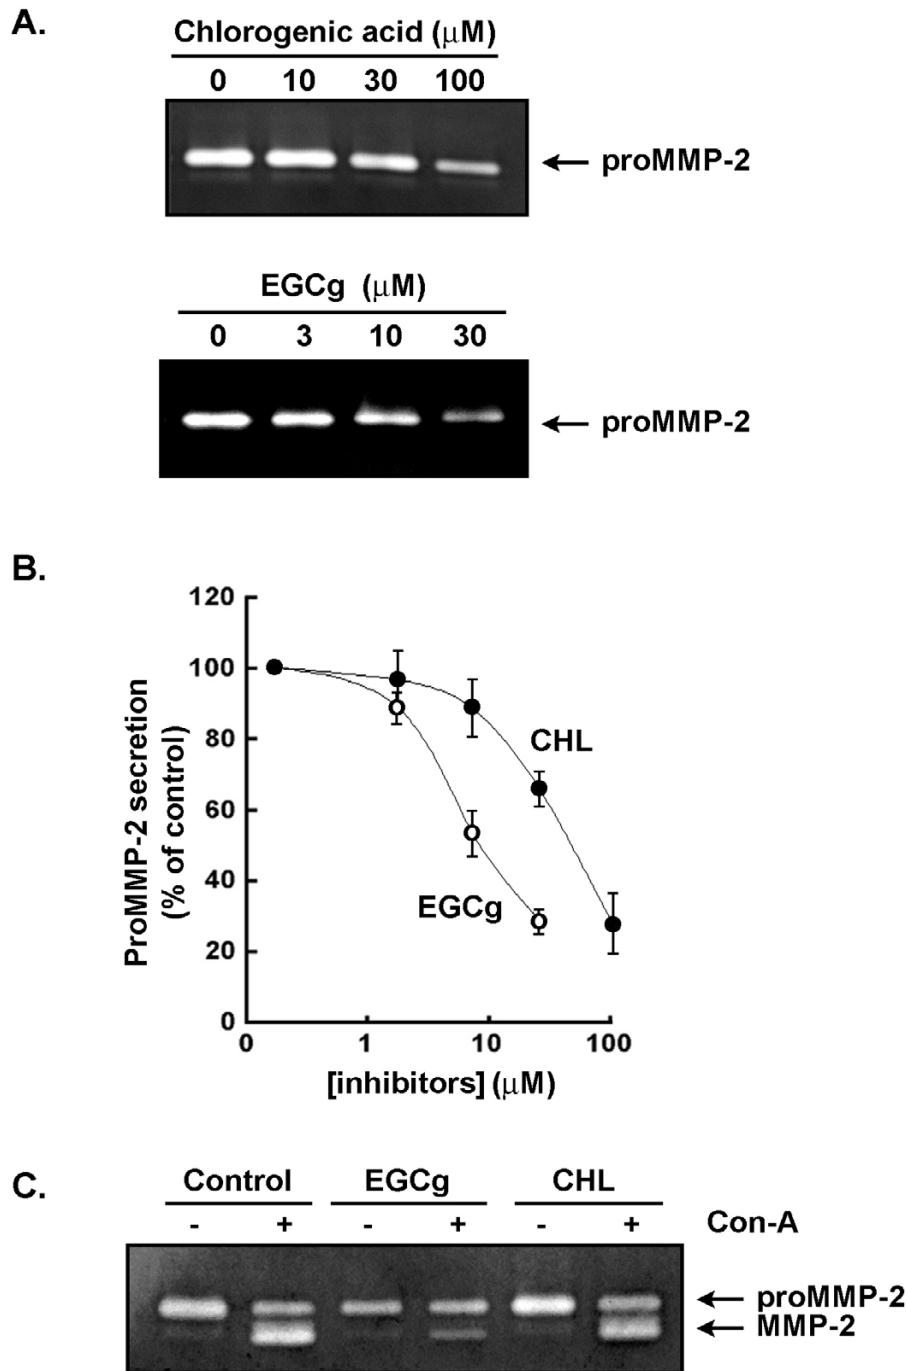 A.
Chlorogenic acid (μM)
0 10 30 100
proMMP-2
EGCg (μM)
0 3 10 30
proMMP-2
B.
120
100
80
60
40
20
0
ProMMP-2 secretion
(% of control)
CHL
EGCg
0 1 10 100
[inhibitors] (μM)
C.
Control EGCg CHL
- + - + - + Con-A
proMMP-2
MMP-2